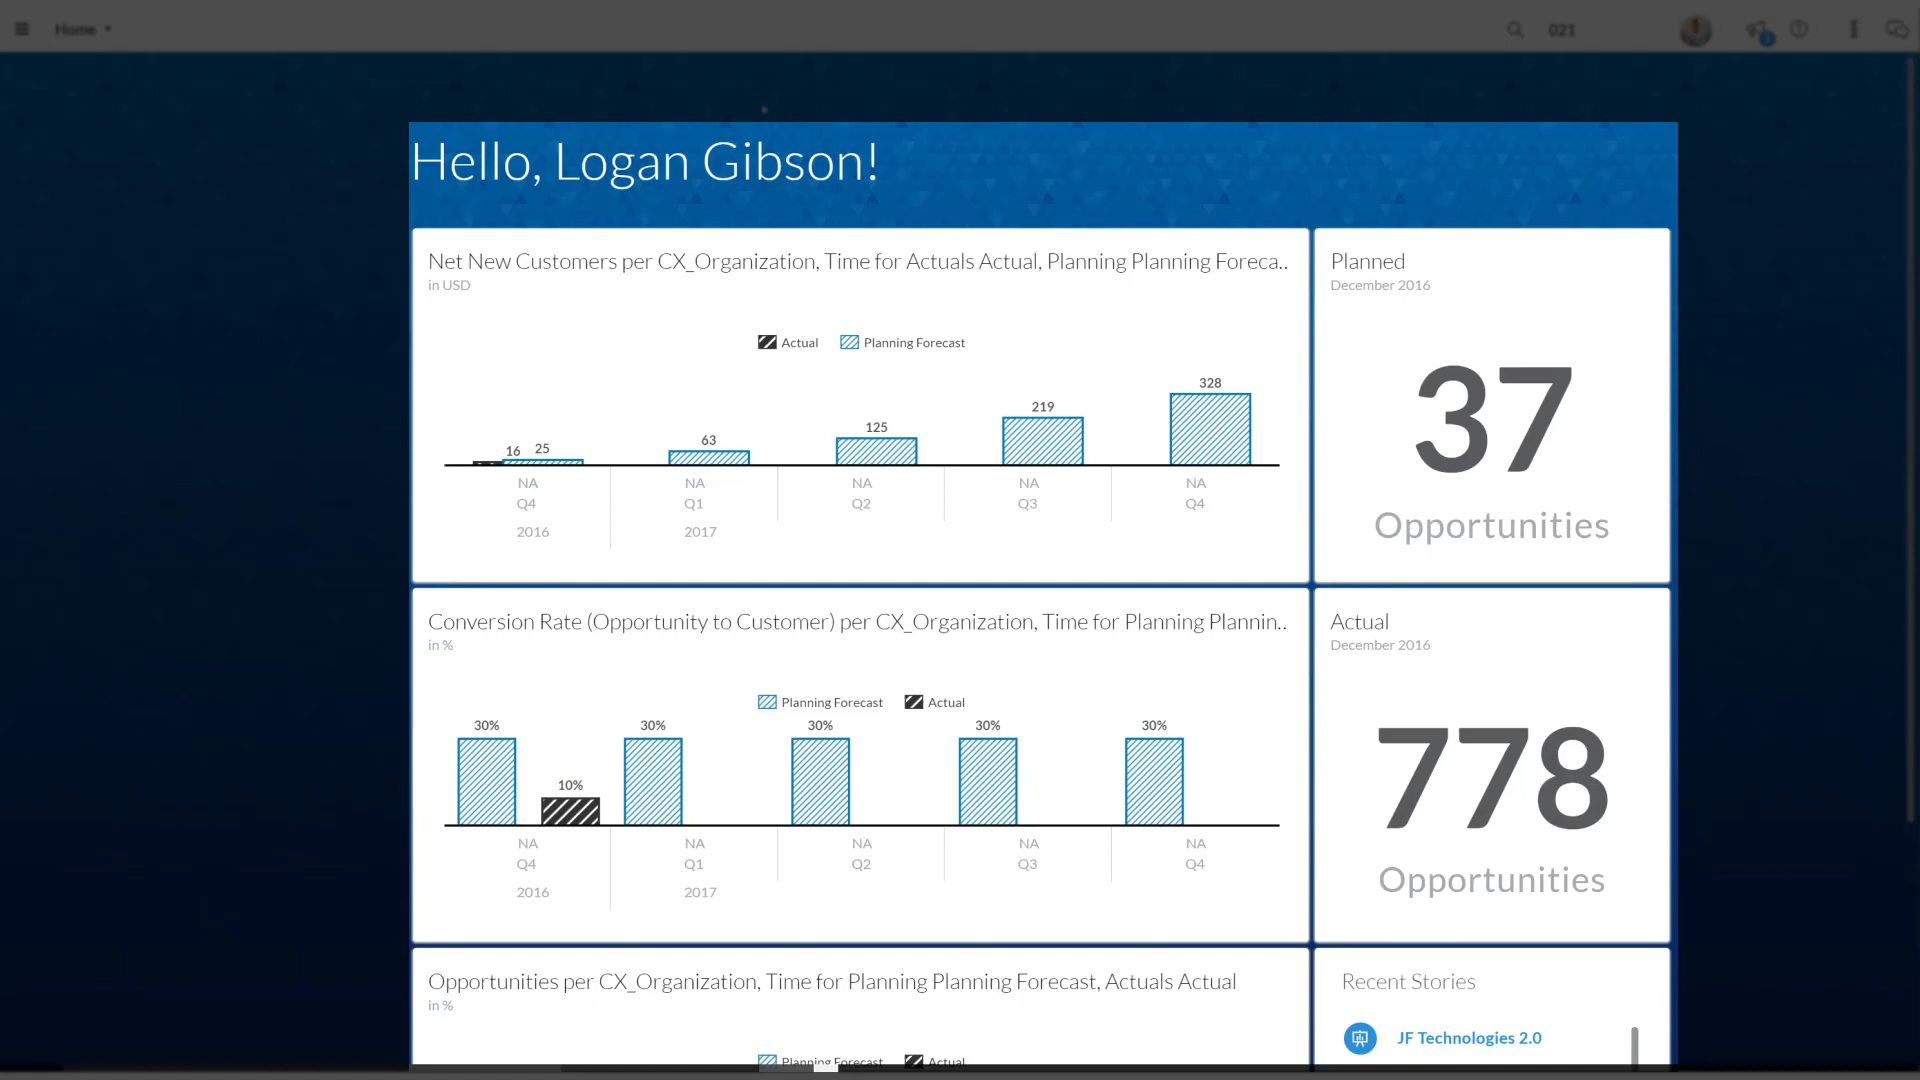 Home
021
Hello, Logan Gibson!
Net New Customers per CX_Organization, Time for Actuals Actual, Planning Planning Foreca..
in USD
Actual
Planning Forecast
16
25
63
125
219
328
NA
NA
NA
NA
NA
Q4
Q1
Q2
Q3
Q4
2016
2017
Planned
December 2016
37
Opportunities
Conversion Rate (Opportunity to Customer) per CX_Organization, Time for Planning Plannin..
in %
Planning Forecast
Actual
30%
10%
30%
30%
30%
30%
NA
NA
NA
NA
NA
Q4
Q1
Q2
Q3
Q4
2016
2017
Actual
December 2016
778
Opportunities
Opportunities per CX_Organization, Time for Planning Planning Forecast, Actuals Actual
in %
Planning Forecast
Actual
Recent Stories
JF Technologies 2.0